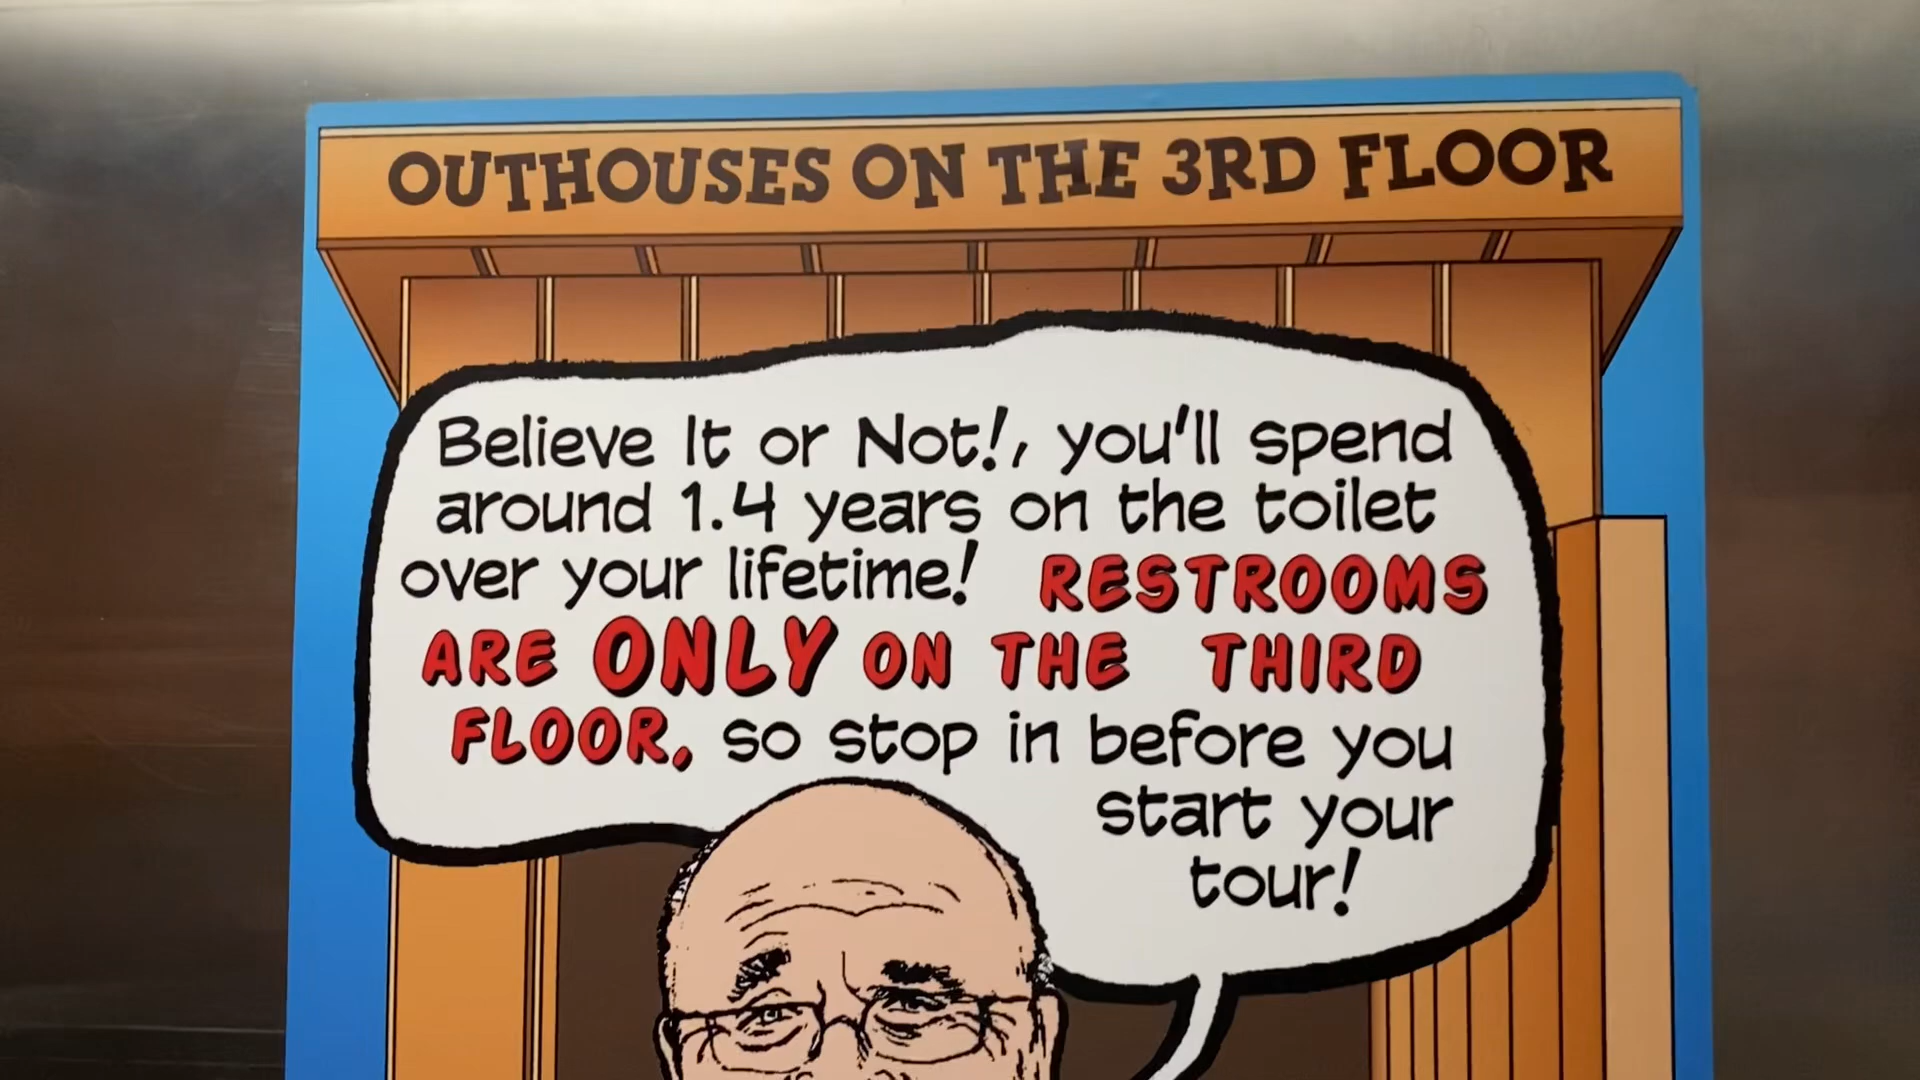 OUTHOUSES ON THE 3RD FLOOR
Believe It or Not!, you'll spend
around 1.4 years on the toilet
over your lifetime! RESTROOMS
ARE ONLY ON THE THIRD
FLOOR, so stop in before you
start your
tour!